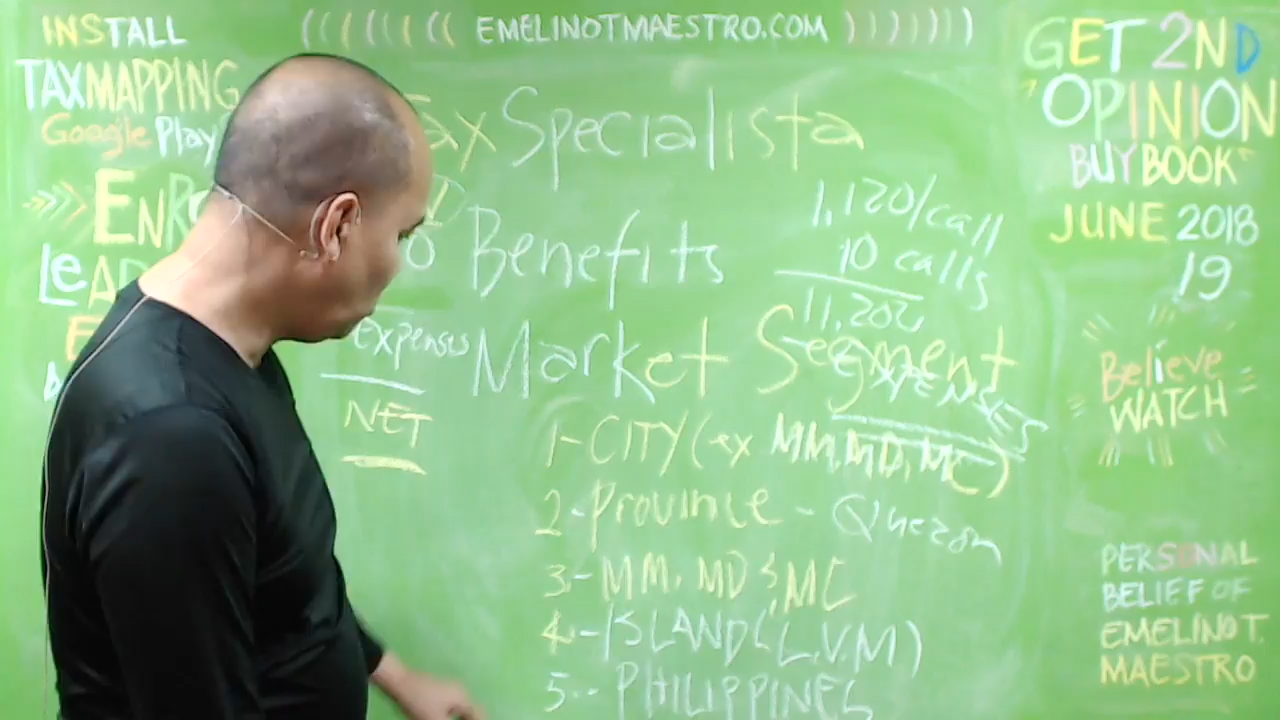 INSTALL
TAXMAPPING
Google Play
(((((( EMELINOTMAESTRO.COM ))))))
GET 2ND
OPINION
BUY BOOK
JUNE 2018
19
Believe
WATCH
PERSONAL
BELIEF OF
EMELINO T.
MAESTRO
ax Specialista
Benefits
1,120/call
10 calls
11,202
EXPENSES
Expenses
NET
Market Segment
1-CITY (ex MM, MD, MC)
2-Province - Quezon
3-MM, MD & MC
4-ISLAND (L.V.M)
5-PHILIPPINES